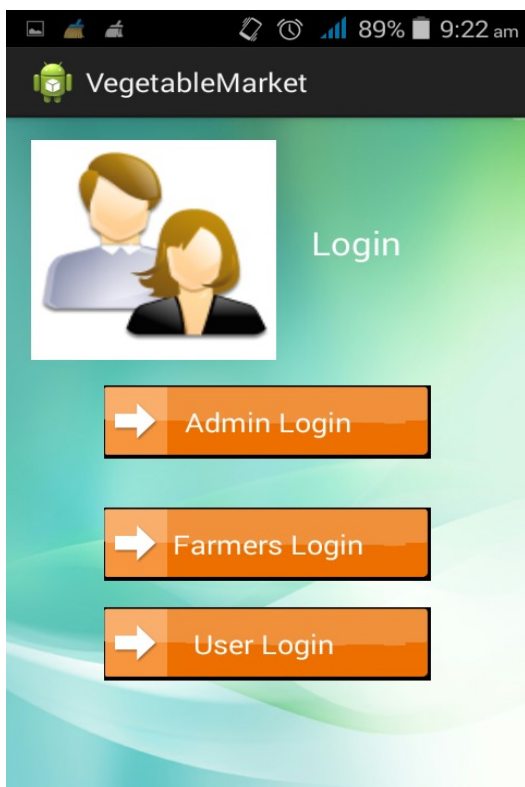 89% 9:22 am
VegetableMarket
Login
Admin Login
Farmers Login
User Login